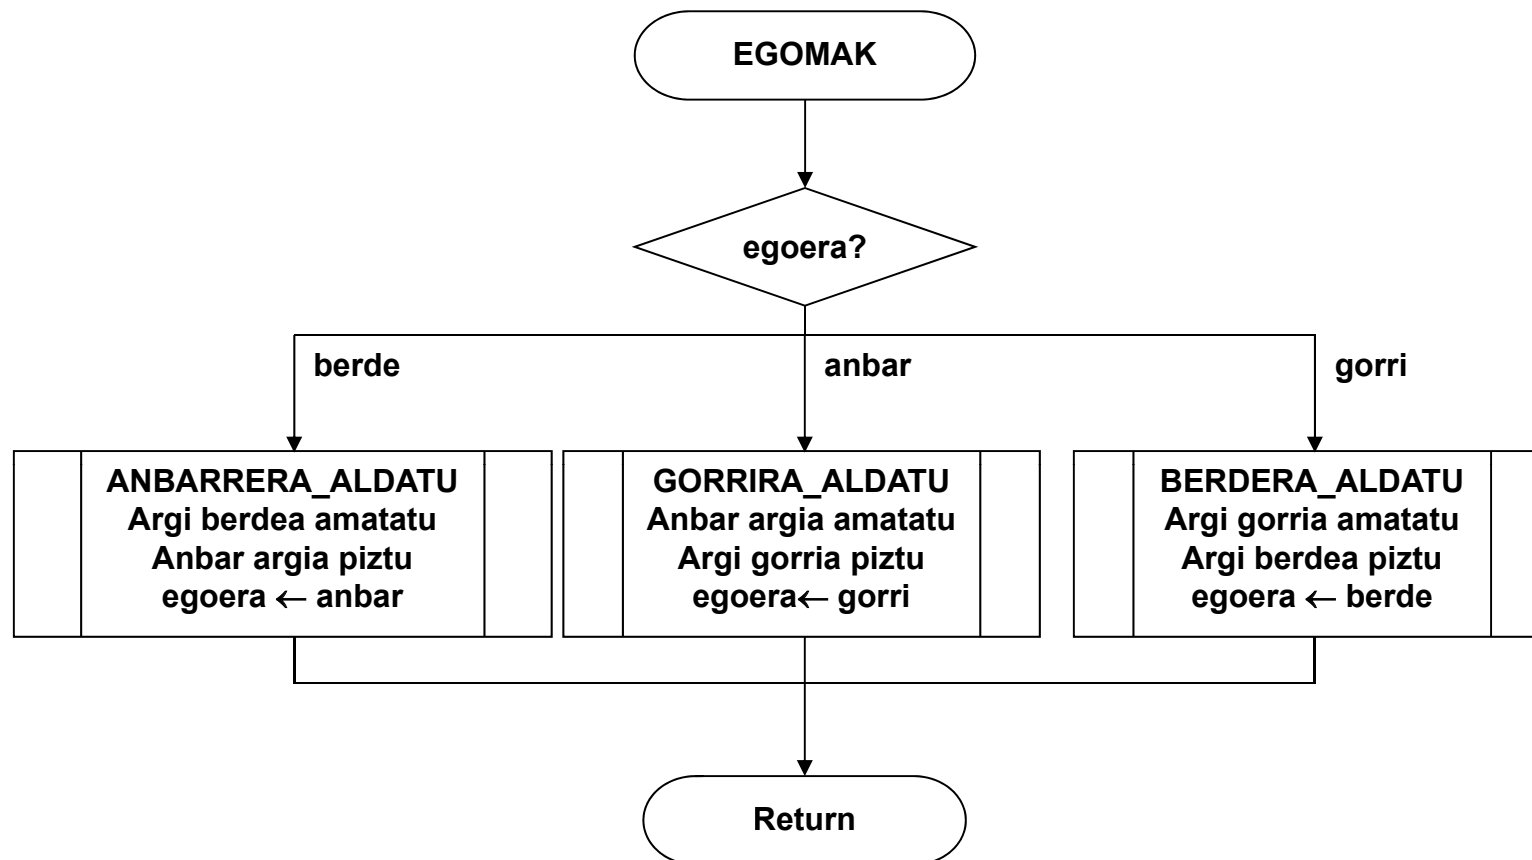 EGOMAK
egoera?
berde
anbar
gorri
ANBARRERA_ALDATU
Argi berdea amatatu
Anbar argia piztu
egoera ← anbar
GORRIRA_ALDATU
Anbar argia amatatu
Argi gorria piztu
egoera← gorri
BERDERA_ALDATU
Argi gorria amatatu
Argi berdea piztu
egoera ← berde
Return